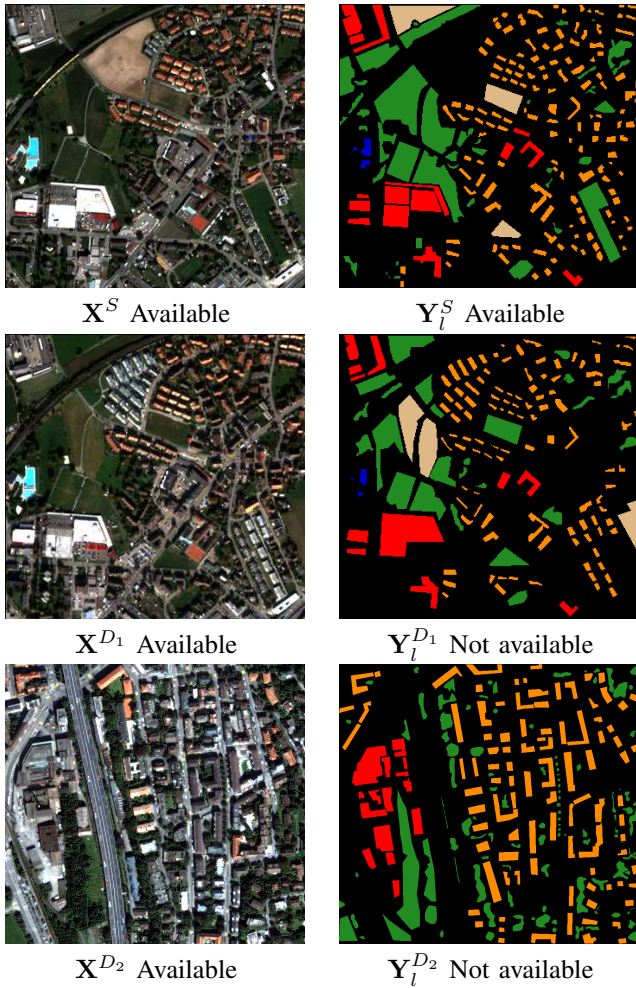 X^S Available
Y_l^S Available
X^{D_1} Available
Y_l^{D_1} Not available
X^{D_2} Available
Y_l^{D_2} Not available